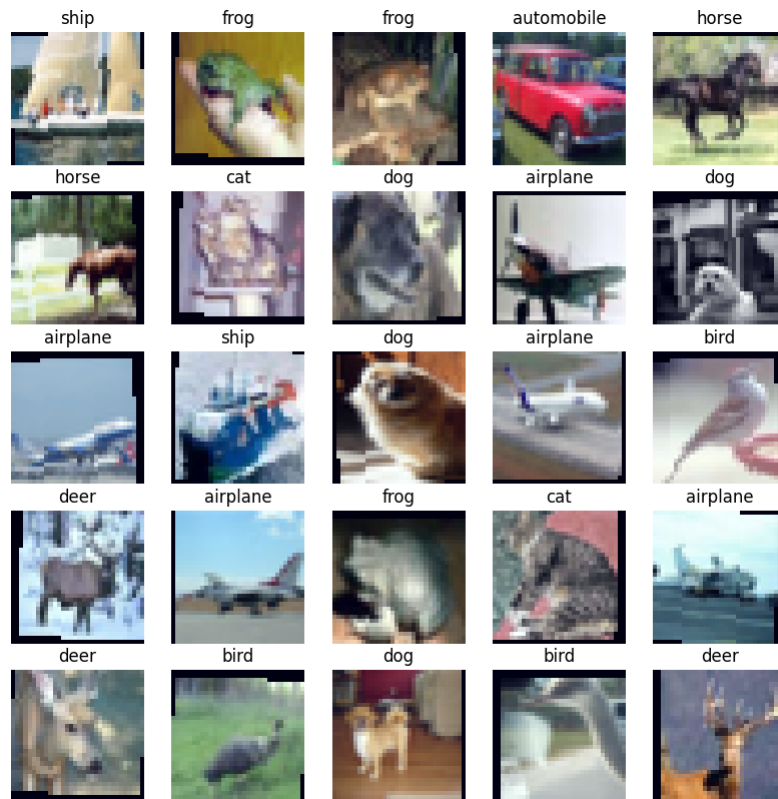 ship frog frog automobile horse
horse cat dog airplane dog
airplane ship dog airplane bird
deer airplane frog cat airplane
deer bird dog bird deer